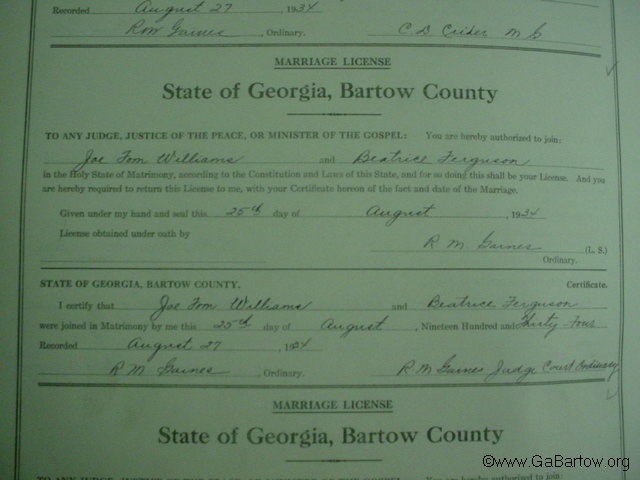 Recorded August 27 , 1934
R M Gaines , Ordinary. C D Crider M G
MARRIAGE LICENSE
State of Georgia, Bartow County
TO ANY JUDGE, JUSTICE OF THE PEACE, OR MINISTER OF THE GOSPEL: You are hereby authorized to join:
Joe Tom Williams and Beatrice Ferguson
in the Holy State of Matrimony, according to the Constitution and Laws of this State, and for so doing this shall be your License. And you
are hereby required to return this License to me, with your Certificate hereon of the fact and date of the Marriage.
Given under my hand and seal this 25th day of August , 1934
License obtained under oath by
R. M. Gaines (L. S.)
Ordinary.
STATE OF GEORGIA, BARTOW COUNTY. Certificate.
I certify that Joe Tom Williams and Beatrice Ferguson
were joined in Matrimony by me this 25th day of August , Nineteen Hundred and Thirty Four
Recorded August 27 , 1934
R M Gaines , Ordinary. R M Gaines Judge Court Ordinary
MARRIAGE LICENSE
State of Georgia, Bartow County
©www.GaBartow.org